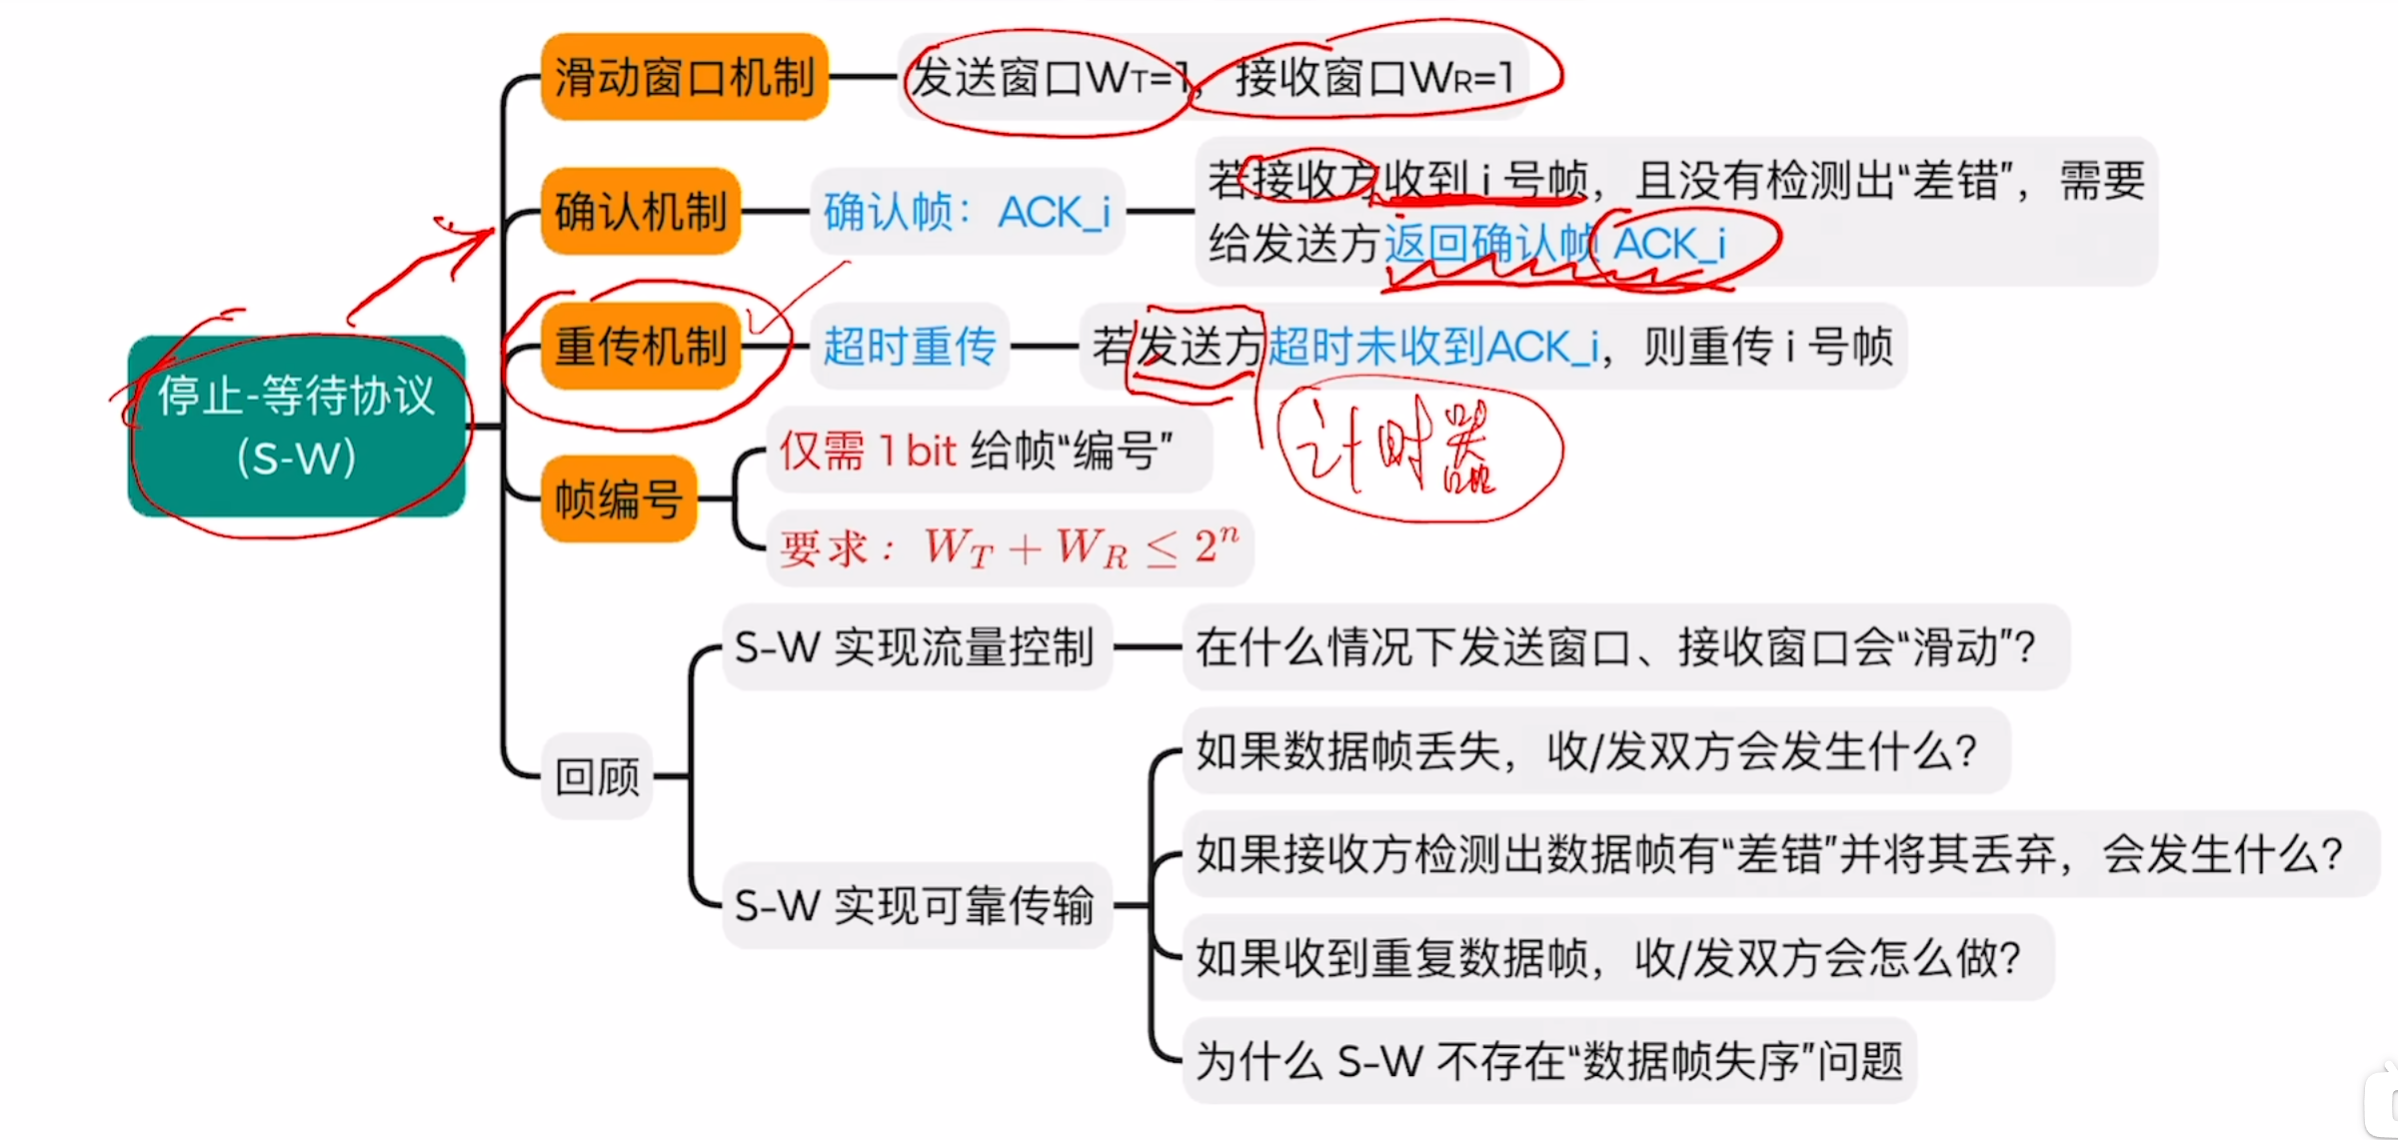 滑动窗口机制
发送窗口WT=1，接收窗口WR=1
确认机制
确认帧：ACK_i
若接收方收到 i 号帧，且没有检测出“差错”，需要
给发送方返回确认帧 ACK_i
重传机制
超时重传
若发送方超时未收到ACK_i，则重传 i 号帧
停止-等待协议
(S-W)
计时器
帧编号
仅需 1 bit 给帧“编号”
要求：W_T + W_R ≤ 2^n
回顾
S-W 实现流量控制
在什么情况下发送窗口、接收窗口会“滑动”？
S-W 实现可靠传输
如果数据帧丢失，收/发双方会发生什么？
如果接收方检测出数据帧有“差错”并将其丢弃，会发生什么？
如果收到重复数据帧，收/发双方会怎么做？
为什么 S-W 不存在“数据帧失序”问题